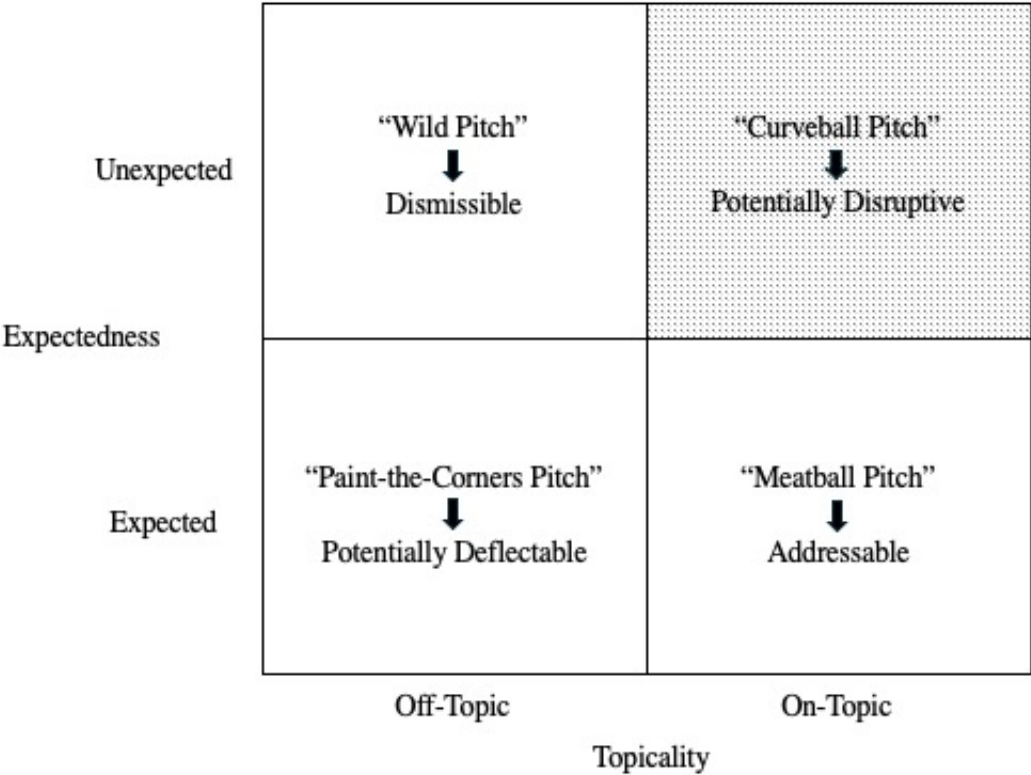 “Wild Pitch”
“Curveball Pitch”
Unexpected
Dismissible
Potentially Disruptive
Expectedness
“Paint-the-Corners Pitch”
“Meatball Pitch”
Expected
Potentially Deflectable
Addressable
Off-Topic
On-Topic
Topicality